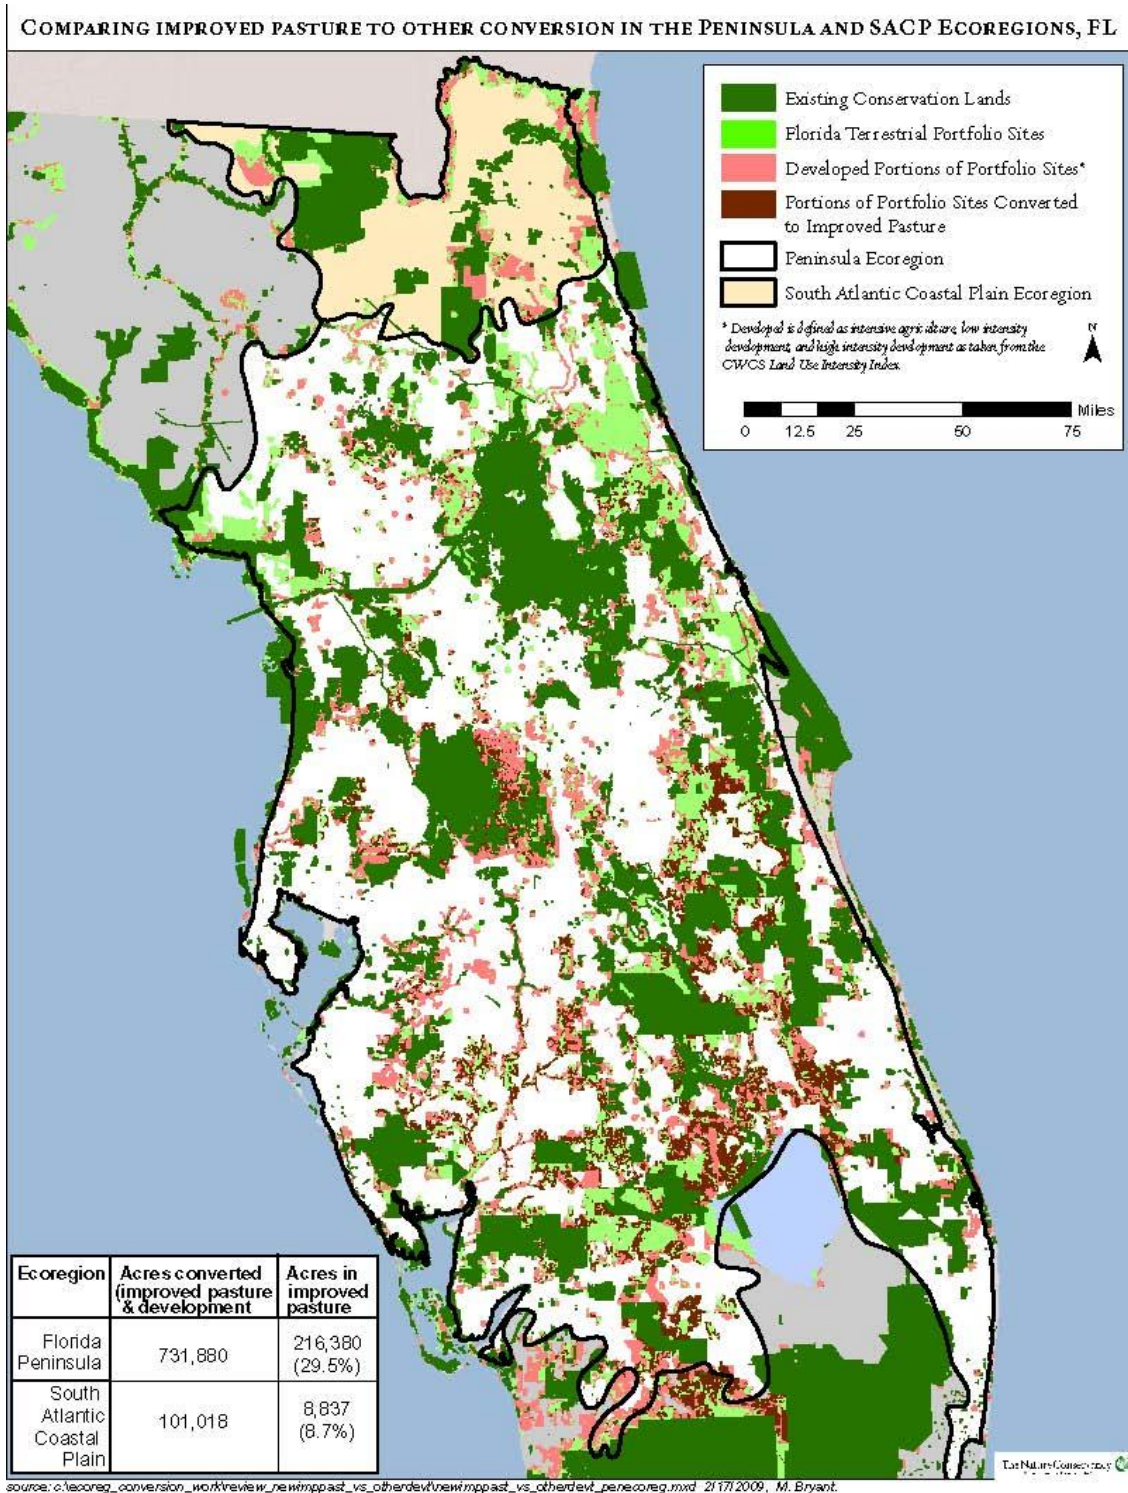 COMPARING IMPROVED PASTURE TO OTHER CONVERSION IN THE PENINSULA AND SACP ECOREGIONS, FL
Existing Conservation Lands
Florida Terrestrial Portfolio Sites
Developed Portions of Portfolio Sites*
Portions of Portfolio Sites Converted
to Improved Pasture
Peninsula Ecoregion
South Atlantic Coastal Plain Ecoregion
* Developed is defined as intensive agriculture, low intensity
development, and high intensity development as taken from the
CWCS Land Use Intensity Index.
N
Miles
0 12.5 25 50 75
Ecoregion Acres converted Acres in
(improved pasture improved
& development pasture
Florida
Peninsula 731,880 216,380
(29.5%)
South
Atlantic
Coastal
Plain 101,018 8,837
(8.7%)
The Nature Conservancy
source: c:\ecoreg_conversion_work\review_newimppast_vs_otherdevt\newimppast_vs_otherdevt_penecoreg.mxd 2/17/2009, M. Bryant.